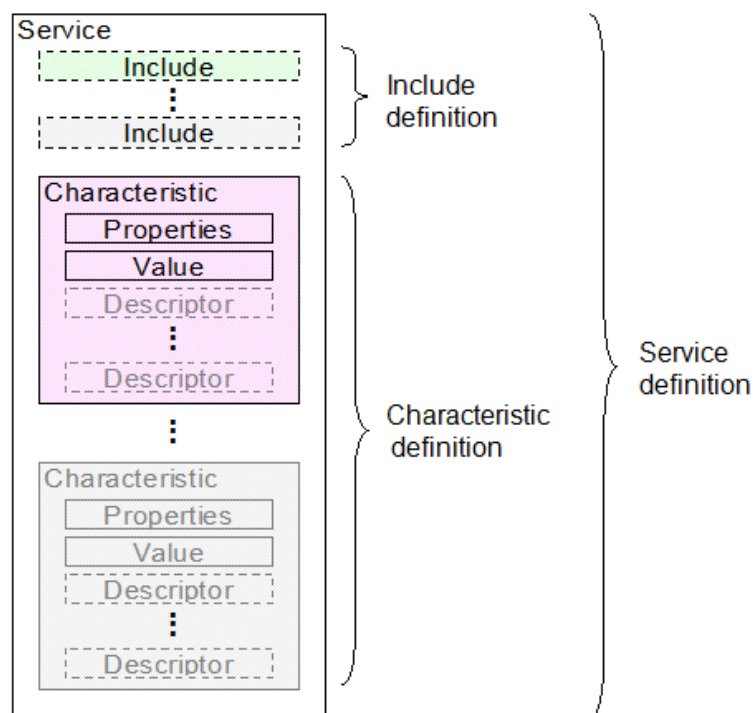 Service
Include
Include
Include
definition
Characteristic
Properties
Value
Descriptor
Descriptor
Characteristic
definition
Characteristic
Properties
Value
Descriptor
Descriptor
Service
definition